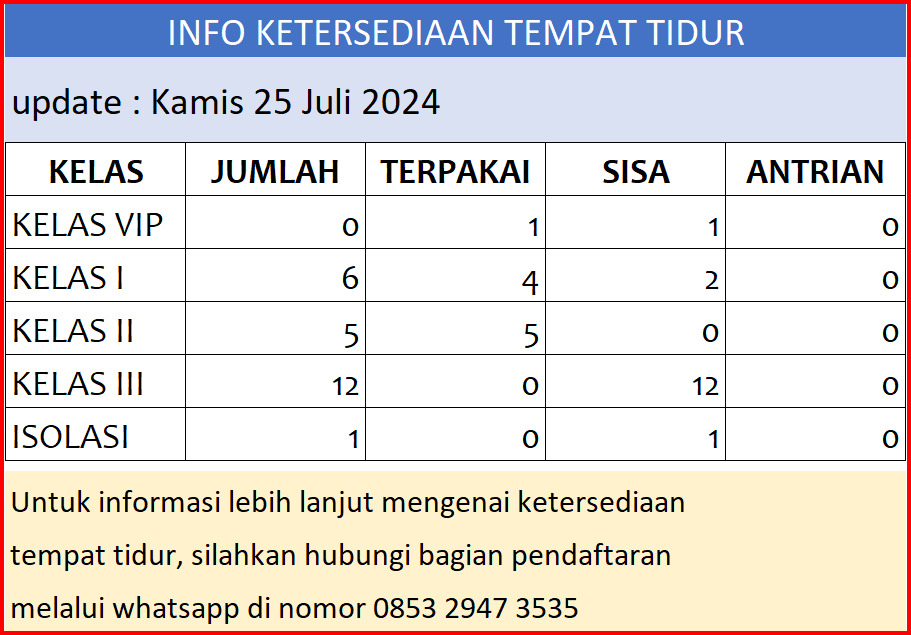 INFO KETERSEDIAAN TEMPAT TIDUR
update : Kamis 25 Juli 2024
KELAS JUMLAH TERPAKAI SISA ANTRIAN
KELAS VIP 0 1 1 0
KELAS I 6 4 2 0
KELAS II 5 5 0 0
KELAS III 12 0 12 0
ISOLASI 1 0 1 0
Untuk informasi lebih lanjut mengenai ketersediaan
tempat tidur, silahkan hubungi bagian pendaftaran
melalui whatsapp di nomor 0853 2947 3535